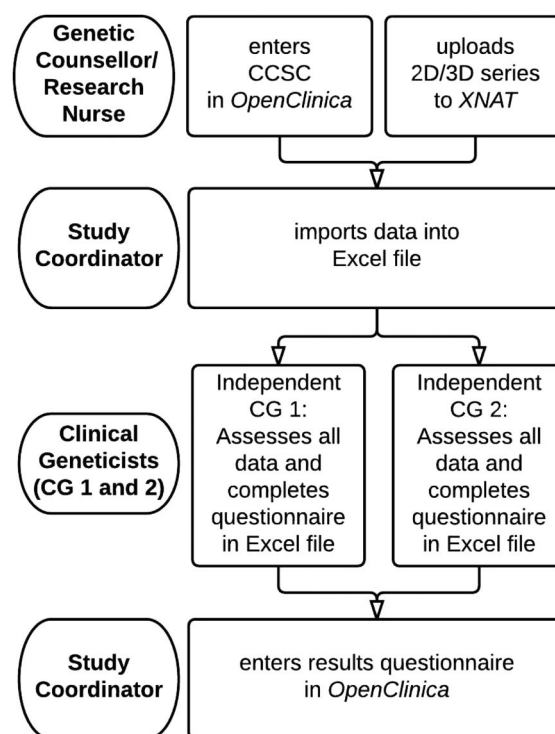 Genetic
Counsellor/
Research
Nurse
enters
CCSC
in OpenClinica
uploads
2D/3D series
to XNAT
Study
Coordinator
imports data into
Excel file
Clinical
Geneticists
(CG 1 and 2)
Independent
CG 1:
Assesses all
data and
completes
questionnaire
in Excel file
Independent
CG 2:
Assesses all
data and
completes
questionnaire
in Excel file
Study
Coordinator
enters results questionnaire
in OpenClinica